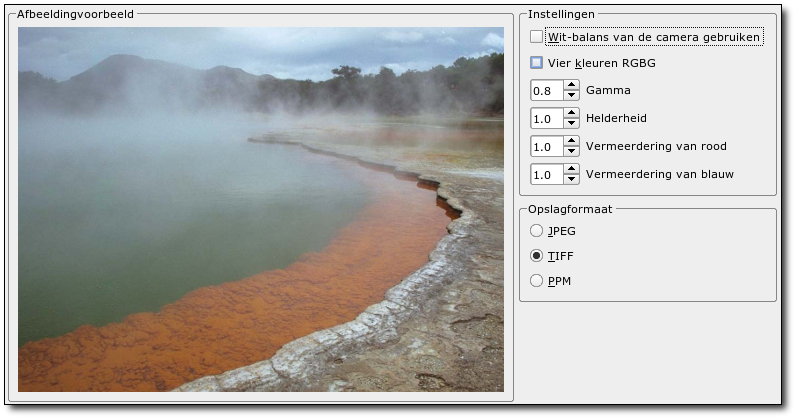 Afbeeldingvoorbeeld
Instellingen
Wit-balans van de camera gebruiken
Vier kleuren RGBG
0.8 Gamma
1.0 Helderheid
1.0 Vermeerdering van rood
1.0 Vermeerdering van blauw
Opslagformaat
JPEG
TIFF
PPM